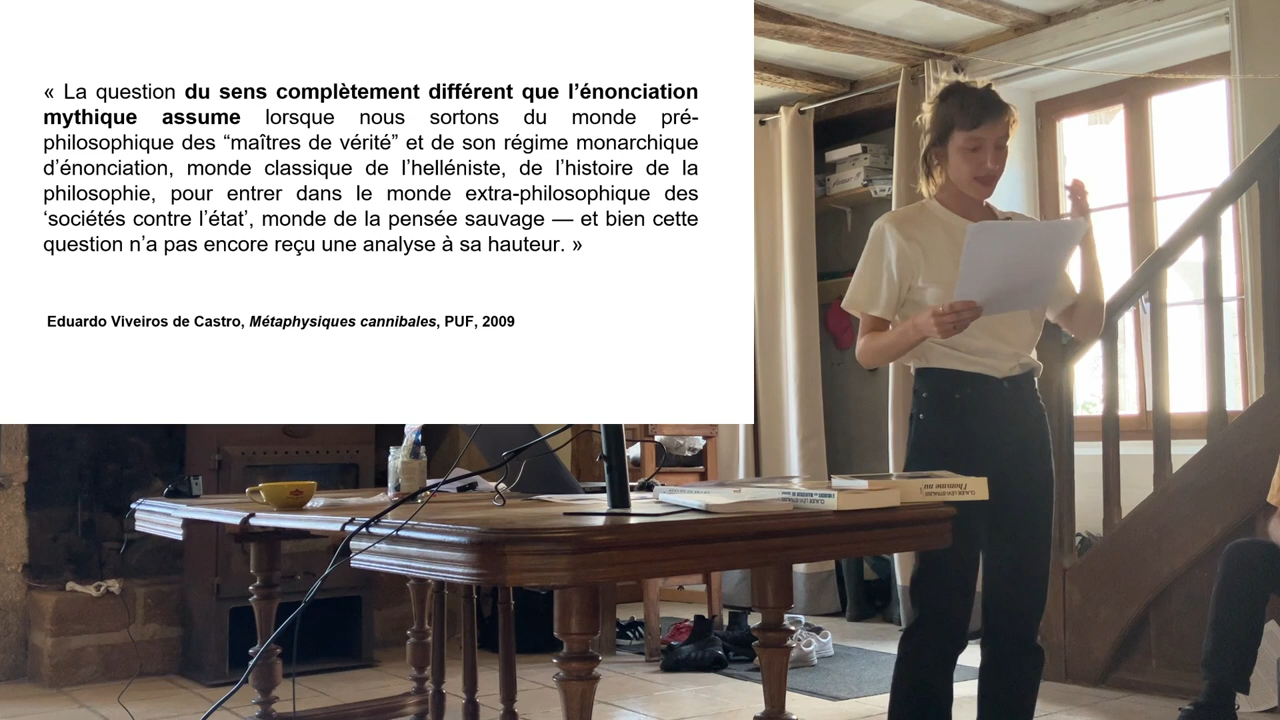 « La question du sens complètement différent que l’énonciation
mythique assume lorsque nous sortons du monde pré-
philosophique des “maîtres de vérité” et de son régime monarchique
d’énonciation, monde classique de l’helléniste, de l’histoire de la
philosophie, pour entrer dans le monde extra-philosophique des
‘sociétés contre l’état’, monde de la pensée sauvage — et bien cette
question n’a pas encore reçu une analyse à sa hauteur. »
Eduardo Viveiros de Castro, Métaphysiques cannibales, PUF, 2009
CLAUDE LÉVI-STRAUSS
l'homme nu
CLAUDE LÉVI-STRAUSS